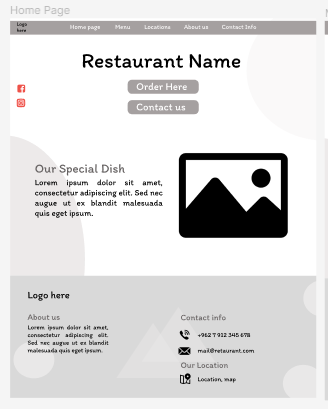 Home Page
Logo here
Home page Menu Locations About us Contact Info
Restaurant Name
Order Here
Contact us
Our Special Dish
Lorem ipsum dolor sit amet,
consectetur adipiscing elit. Sed nec
augue ut ex blandit malesuada
quis eget ipsum.
Logo here
About us
Lorem ipsum dolor sit amet,
consectetur adipiscing elit.
Sed nec augue ut ex blandit
malesuada quis eget ipsum.
Contact info
+962 7 912 345 678
mail@retaurant.com
Our Location
Location, map